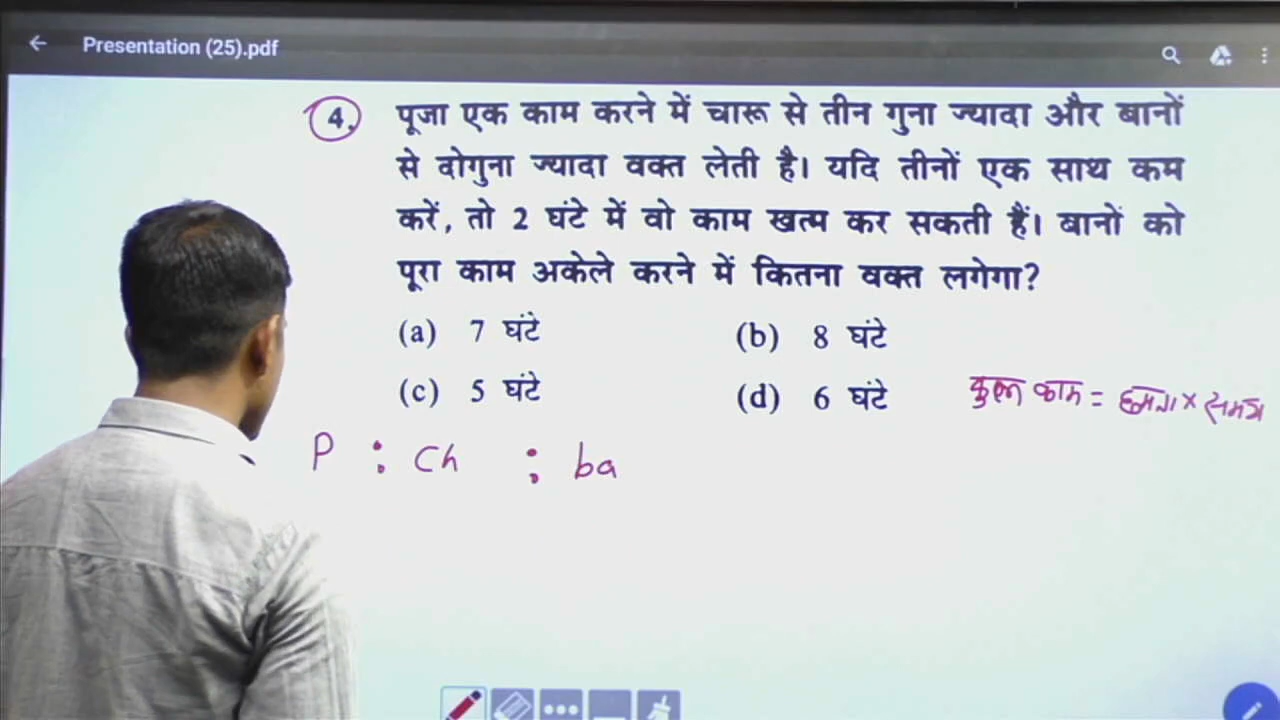 Presentation (25).pdf
4. पूजा एक काम करने में चारू से तीन गुना ज्यादा और बानों
से दोगुना ज्यादा वक्त लेती है। यदि तीनों एक साथ कम
करें, तो 2 घंटे में वो काम खत्म कर सकती हैं। बानों को
पूरा काम अकेले करने में कितना वक्त लगेगा?
(a) 7 घंटे (b) 8 घंटे
(c) 5 घंटे (d) 6 घंटे
कुल काम = क्षमता × समय
P : Ch : ba